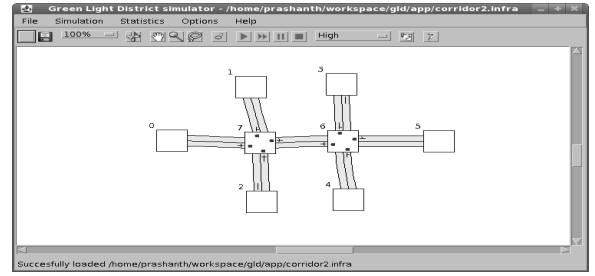 Green Light District simulator - /home/prashanth/workspace/gld/app/corridor2.infra
File Simulation Statistics Options Help
100% High
1 3
0 7 6 5
2 4
Succesfully loaded /home/prashanth/workspace/gld/app/corridor2.infra